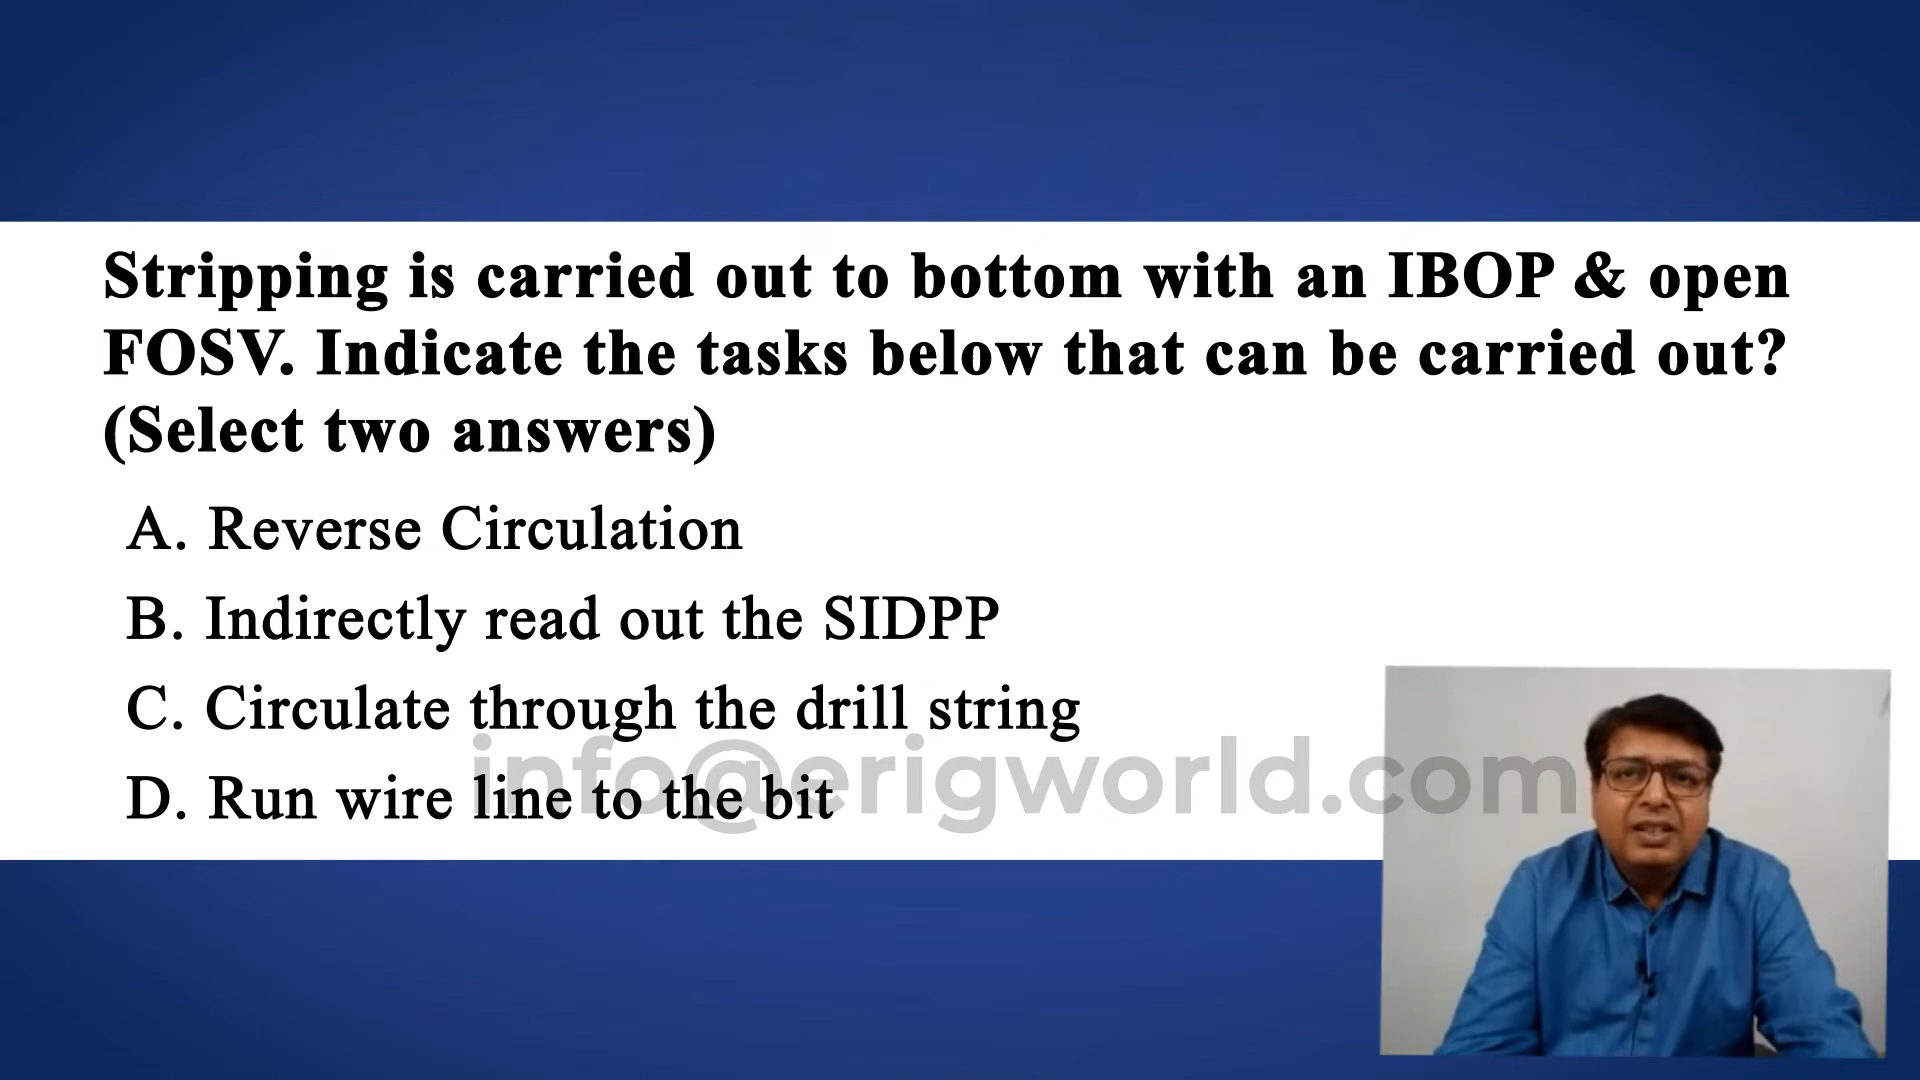 Stripping is carried out to bottom with an IBOP & open
FOSV. Indicate the tasks below that can be carried out?
(Select two answers)
A. Reverse Circulation
B. Indirectly read out the SIDPP
C. Circulate through the drill string
D. Run wire line to the bit
info@erigworld.com